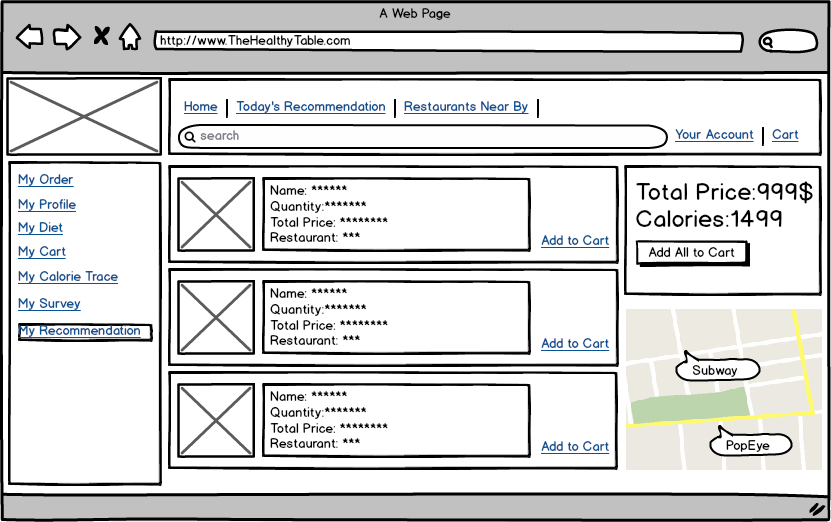 A Web Page
http://www.TheHealthyTable.com
Home | Today's Recommendation | Restaurants Near By |
search
Your Account | Cart
My Order
My Profile
My Diet
My Cart
My Calorie Trace
My Survey
My Recommendation
Name: ******
Quantity:*******
Total Price: ********
Restaurant: ***
Add to Cart
Name: ******
Quantity:*******
Total Price: ********
Restaurant: ***
Add to Cart
Name: ******
Quantity:*******
Total Price: ********
Restaurant: ***
Add to Cart
Total Price:999$
Calories:1499
Add All to Cart
Subway
PopEye